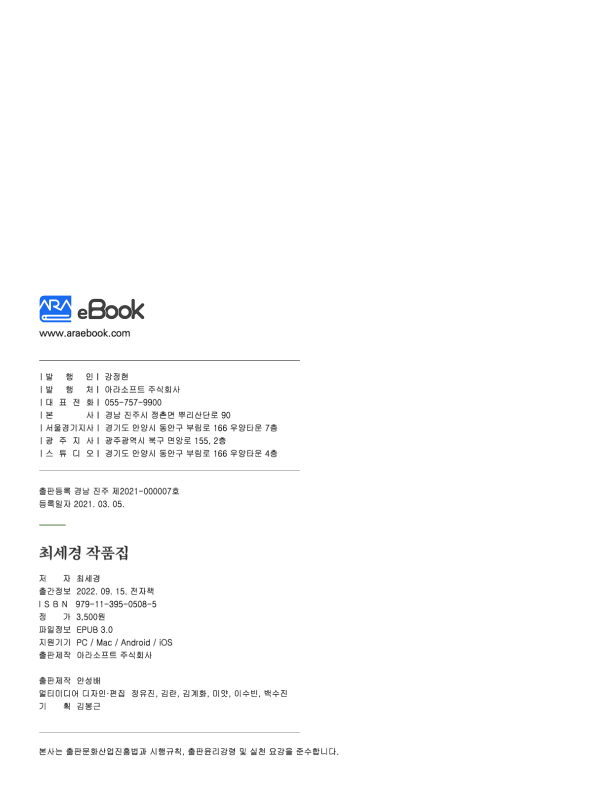 ARA eBook
www.araebook.com
| 발 행 인 | 강정현
| 발 행 처 | 아라소프트 주식회사
| 대 표 전 화 | 055-757-9900
| 본 사 | 경남 진주시 정촌면 뿌리산단로 90
| 서울경기지사 | 경기도 안양시 동안구 부림로 166 우양타운 7층
| 광 주 지 사 | 광주광역시 북구 면앙로 155, 2층
| 스 튜 디 오 | 경기도 안양시 동안구 부림로 166 우양타운 4층
출판등록 경남 진주 제2021-000007호
등록일자 2021. 03. 05.
최세경 작품집
저 자 최세경
출간정보 2022. 09. 15. 전자책
I S B N 979-11-395-0508-5
정 가 3,500원
파일정보 EPUB 3.0
지원기기 PC / Mac / Android / iOS
출판제작 아라소프트 주식회사
출판제작 안성배
멀티미디어 디자인·편집 정유진, 김란, 김계화, 미얏, 이수빈, 백수진
기 획 김봉근
본사는 출판문화산업진흥법과 시행규칙, 출판윤리강령 및 실천 요강을 준수합니다.